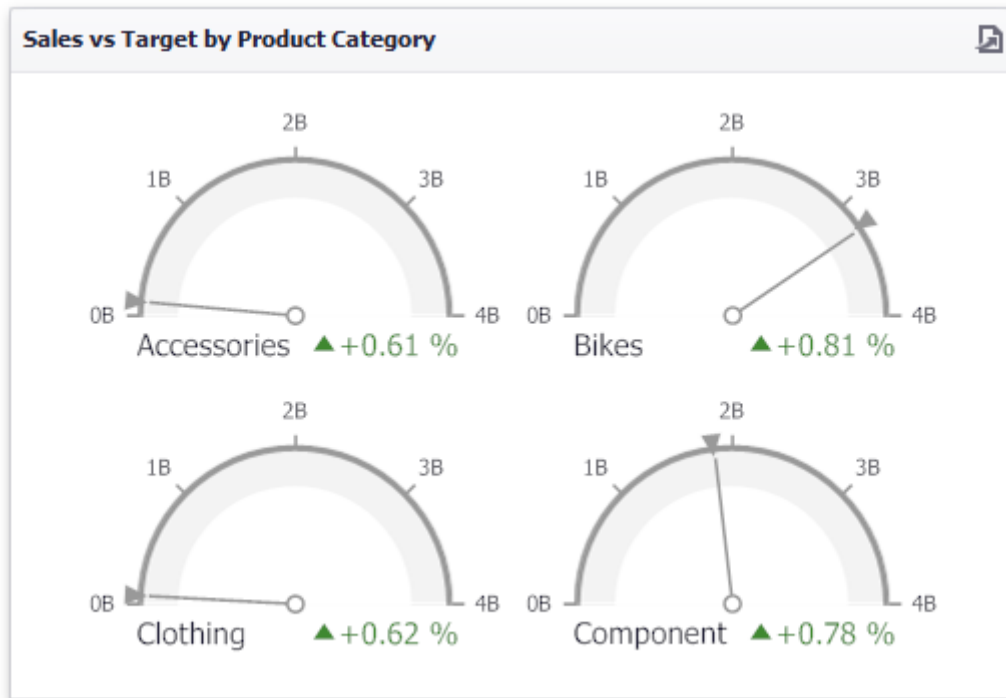 Sales vs Target by Product Category
2B
1B
3B
0B
4B
Accessories +0.61 %
2B
1B
3B
0B
4B
Bikes +0.81 %
2B
1B
3B
0B
4B
Clothing +0.62 %
2B
1B
3B
0B
4B
Component +0.78 %